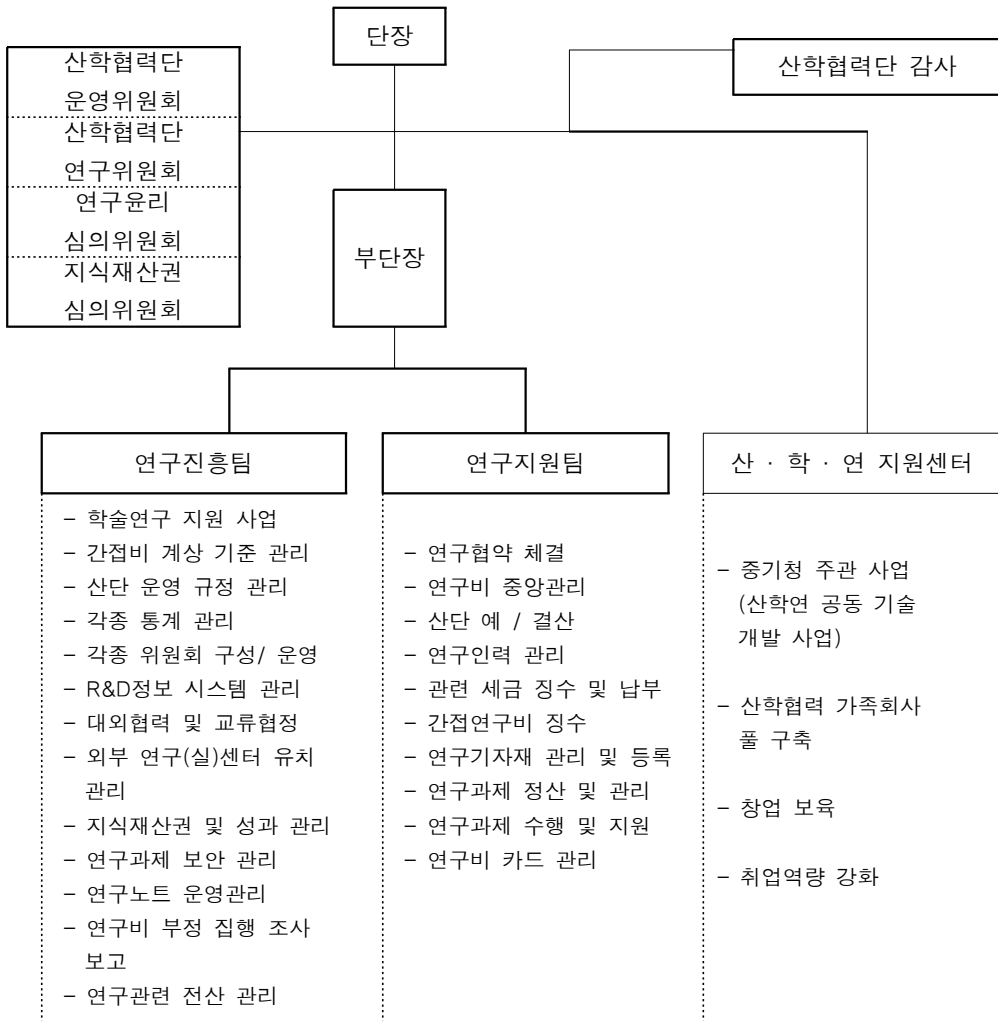 단장
산학협력단 감사
산학협력단
운영위원회
산학협력단
연구위원회
연구윤리
심의위원회
지식재산권
심의위원회
부단장
연구진흥팀
– 학술연구 지원 사업
– 간접비 계상 기준 관리
– 산단 운영 규정 관리
– 각종 통계 관리
– 각종 위원회 구성/ 운영
– R&D정보 시스템 관리
– 대외협력 및 교류협정
– 외부 연구(실)센터 유치
관리
– 지식재산권 및 성과 관리
– 연구과제 보안 관리
– 연구노트 운영관리
– 연구비 부정 집행 조사
보고
– 연구관련 전산 관리
연구지원팀
– 연구협약 체결
– 연구비 중앙관리
– 산단 예 / 결산
– 연구인력 관리
– 관련 세금 징수 및 납부
– 간접연구비 징수
– 연구기자재 관리 및 등록
– 연구과제 정산 및 관리
– 연구과제 수행 및 지원
– 연구비 카드 관리
산 · 학 · 연 지원센터
– 중기청 주관 사업
(산학연 공동 기술
개발 사업)
– 산학협력 가족회사
풀 구축
– 창업 보육
– 취업역량 강화